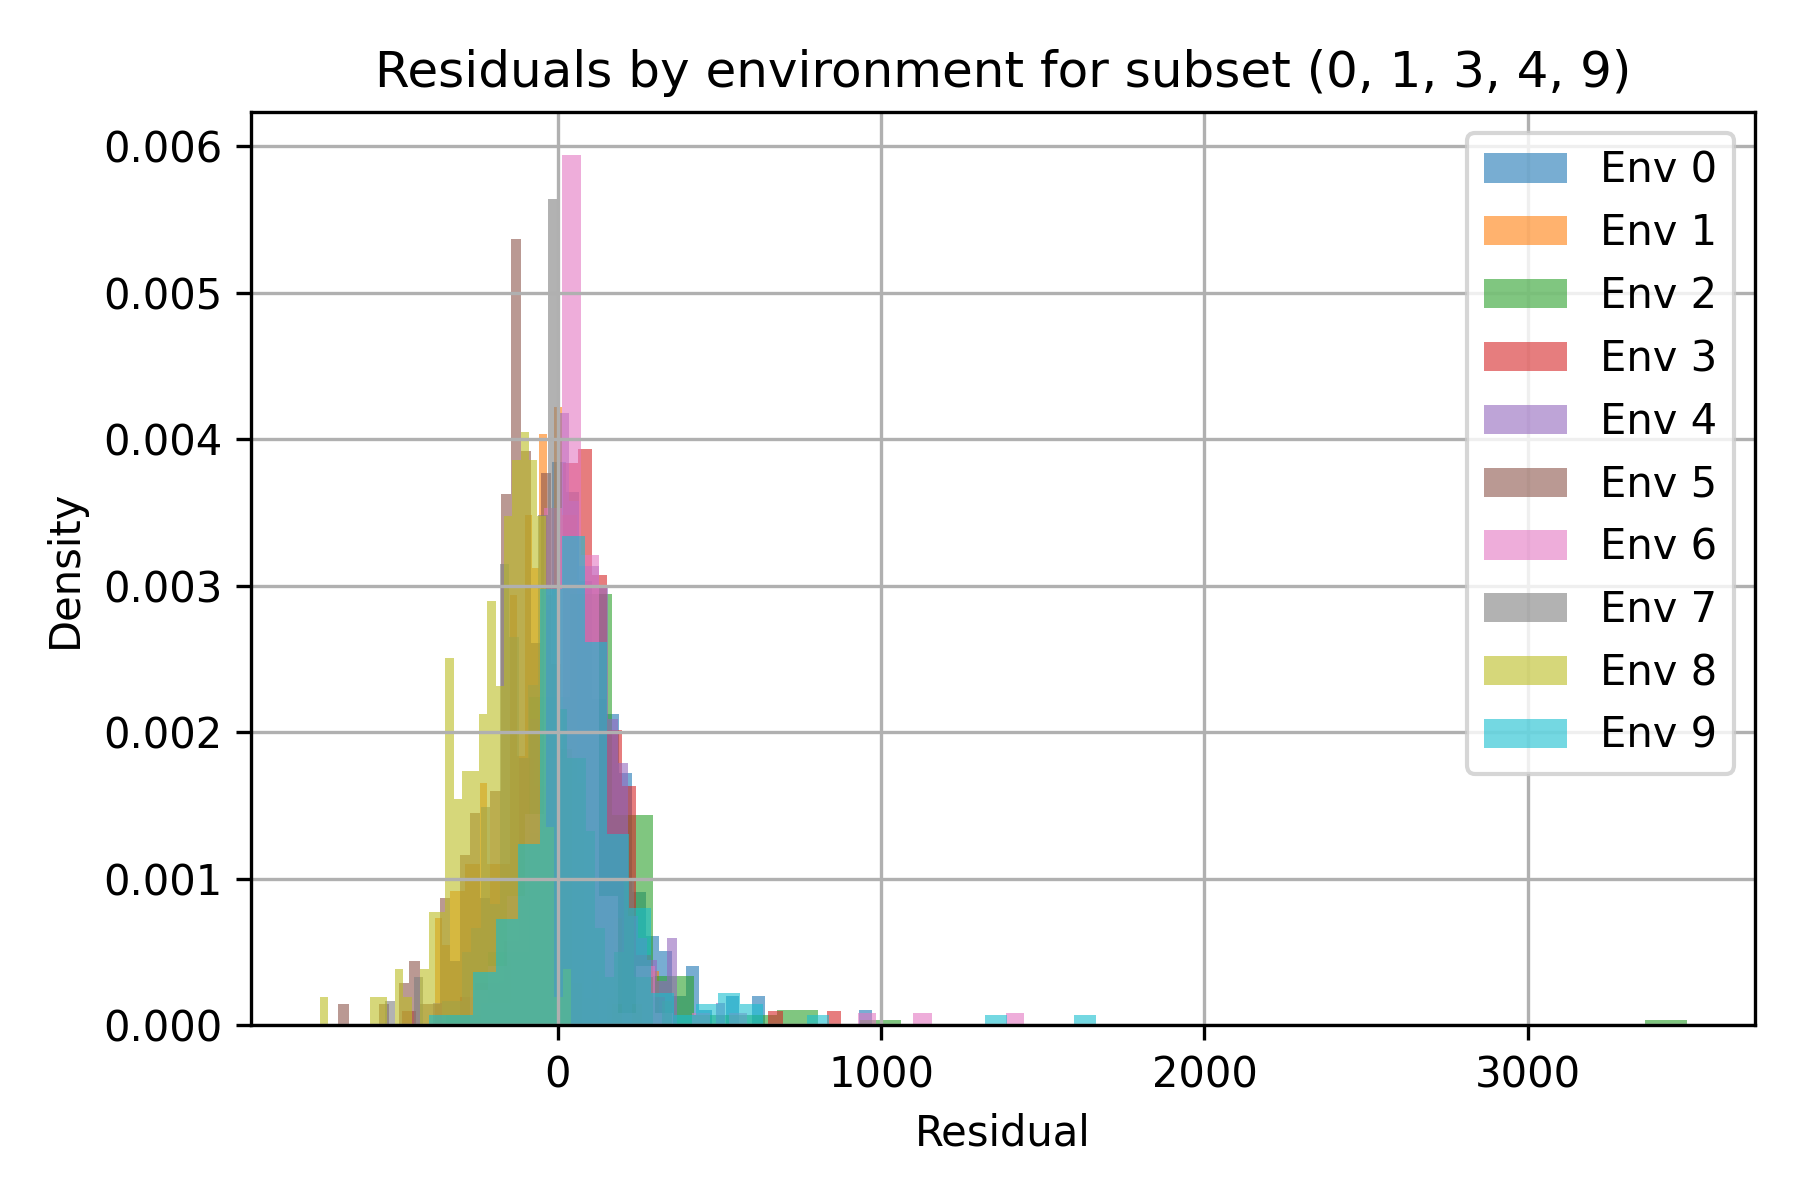 Residuals by environment for subset (0, 1, 3, 4, 9)
0.006
0.005
0.004
0.003
0.002
0.001
0.000
Density
0
1000
2000
3000
Residual
Env 0
Env 1
Env 2
Env 3
Env 4
Env 5
Env 6
Env 7
Env 8
Env 9